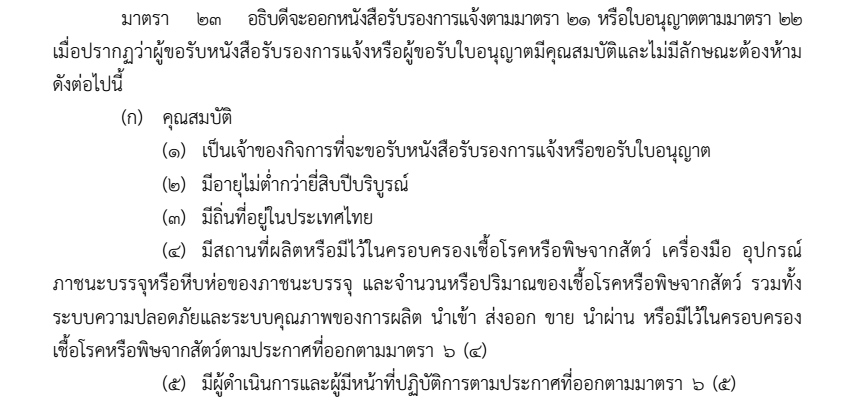 มาตรา ๒๓ อธิบดีจะออกหนังสือรับรองการแจ้งตามมาตรา ๒๑ หรือใบอนุญาตตามมาตรา ๒๒
เมื่อปรากฏว่าผู้ขอรับหนังสือรับรองการแจ้งหรือผู้ขอรับใบอนุญาตมีคุณสมบัติและไม่มีลักษณะต้องห้าม
ดังต่อไปนี้
(ก) คุณสมบัติ
(๑) เป็นเจ้าของกิจการที่จะขอรับหนังสือรับรองการแจ้งหรือขอรับใบอนุญาต
(๒) มีอายุไม่ต่ำกว่ายี่สิบปีบริบูรณ์
(๓) มีถิ่นที่อยู่ในประเทศไทย
(๔) มีสถานที่ผลิตหรือมีไว้ในครอบครองเชื้อโรคหรือพิษจากสัตว์ เครื่องมือ อุปกรณ์
ภาชนะบรรจุหรือหีบห่อของภาชนะบรรจุ และจำนวนหรือปริมาณของเชื้อโรคหรือพิษจากสัตว์ รวมทั้ง
ระบบความปลอดภัยและระบบคุณภาพของการผลิต นำเข้า ส่งออก ขาย นำผ่าน หรือมีไว้ในครอบครอง
เชื้อโรคหรือพิษจากสัตว์ตามประกาศที่ออกตามมาตรา ๖ (๔)
(๕) มีผู้ดำเนินการและผู้มีหน้าที่ปฏิบัติการตามประกาศที่ออกตามมาตรา ๖ (๕)